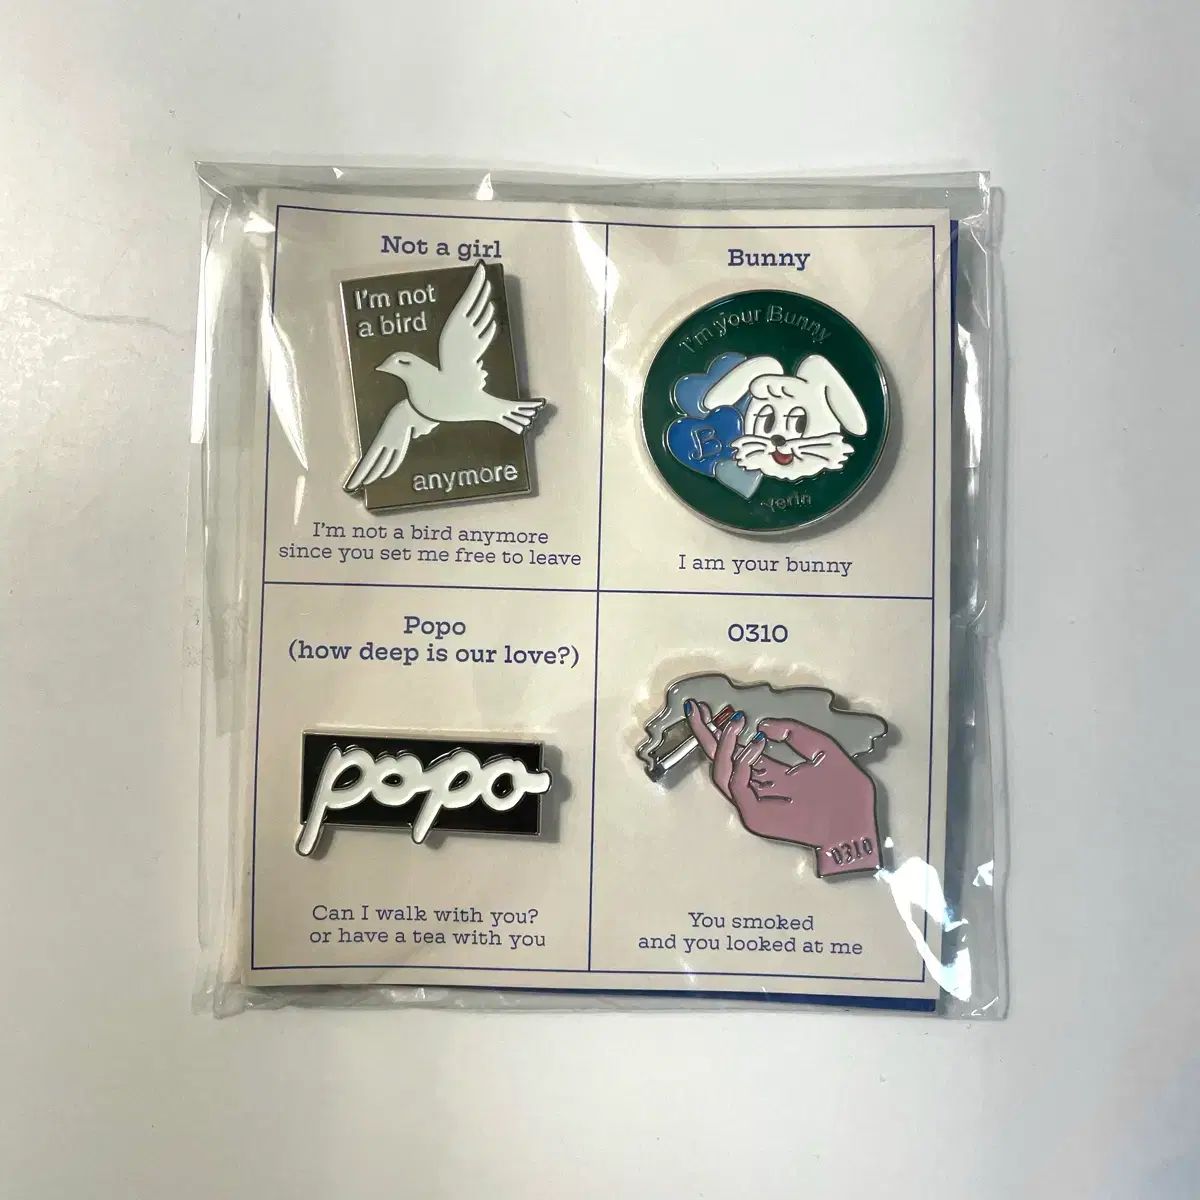 Not a girl
I'm not
a bird
anymore
I'm not a bird anymore
since you set me free to leave
Bunny
I'm your Bunny
B
Yerin
I am your bunny
Popo
(how deep is our love?)
popo
Can I walk with you?
or have a tea with you
0310
0310
You smoked
and you looked at me